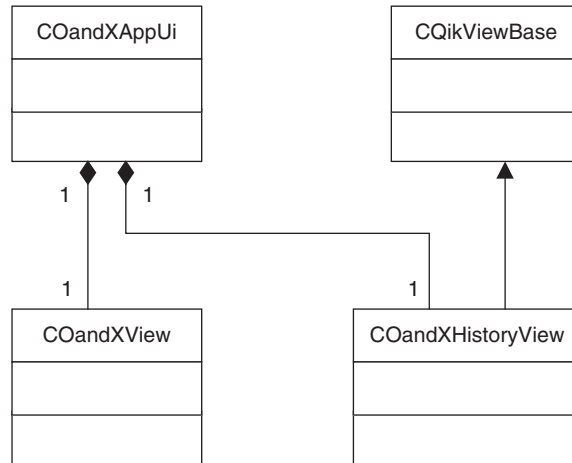 COandXAppUi
CQikViewBase
1
1
1
1
COandXView
COandXHistoryView